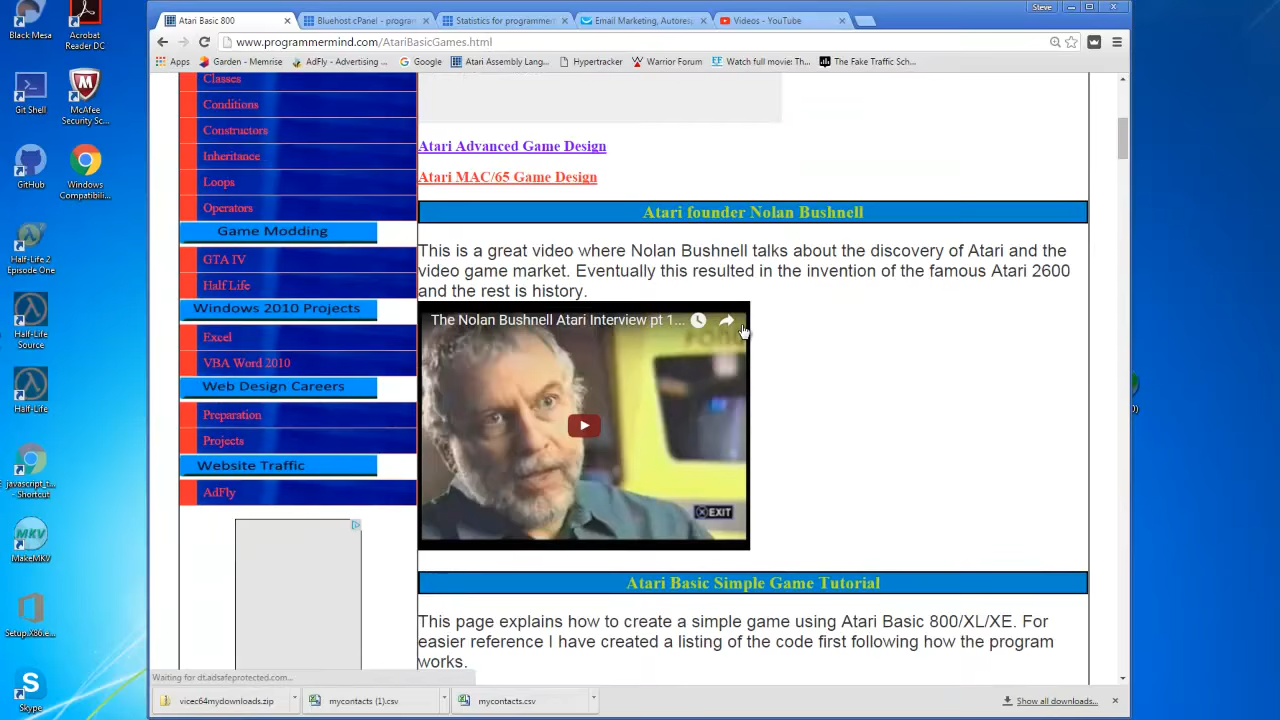 Steve
Atari Basic 800
Bluehost cPanel - program
Statistics for programmer
Email Marketing, Autoresp
Videos - YouTube
www.programmermind.com/AtariBasicGames.html
Apps
Garden - Memrise
AdFly - Advertising ...
Google
Atari Assembly Lang...
Hypertracker
Warrior Forum
Watch full movie: Th...
The Fake Traffic Sch...
Black Mesa
Acrobat
Reader DC
Git Shell
McAfee
Security Sc...
GitHub
Windows
Compatibili...
Half-Life 2
Episode One
Half-Life
Source
Half-Life
javascript_t...
- Shortcut
MakeMKV
Setup.X86.e...
Skype
Classes
Conditions
Constructors
Inheritance
Loops
Operators
Game Modding
GTA IV
Half Life
Windows 2010 Projects
Excel
VBA Word 2010
Web Design Careers
Preparation
Projects
Website Traffic
AdFly
Atari Advanced Game Design
Atari MAC/65 Game Design
Atari founder Nolan Bushnell
This is a great video where Nolan Bushnell talks about the discovery of Atari and the
video game market. Eventually this resulted in the invention of the famous Atari 2600
and the rest is history.
The Nolan Bushnell Atari Interview pt 1...
EXIT
Atari Basic Simple Game Tutorial
This page explains how to create a simple game using Atari Basic 800/XL/XE. For
easier reference I have created a listing of the code first following how the program
works.
0)
Waiting for dt.adsafeprotected.com...
vicec64mydownloads.zip
mycontacts (1).csv
mycontacts.csv
Show all downloads...